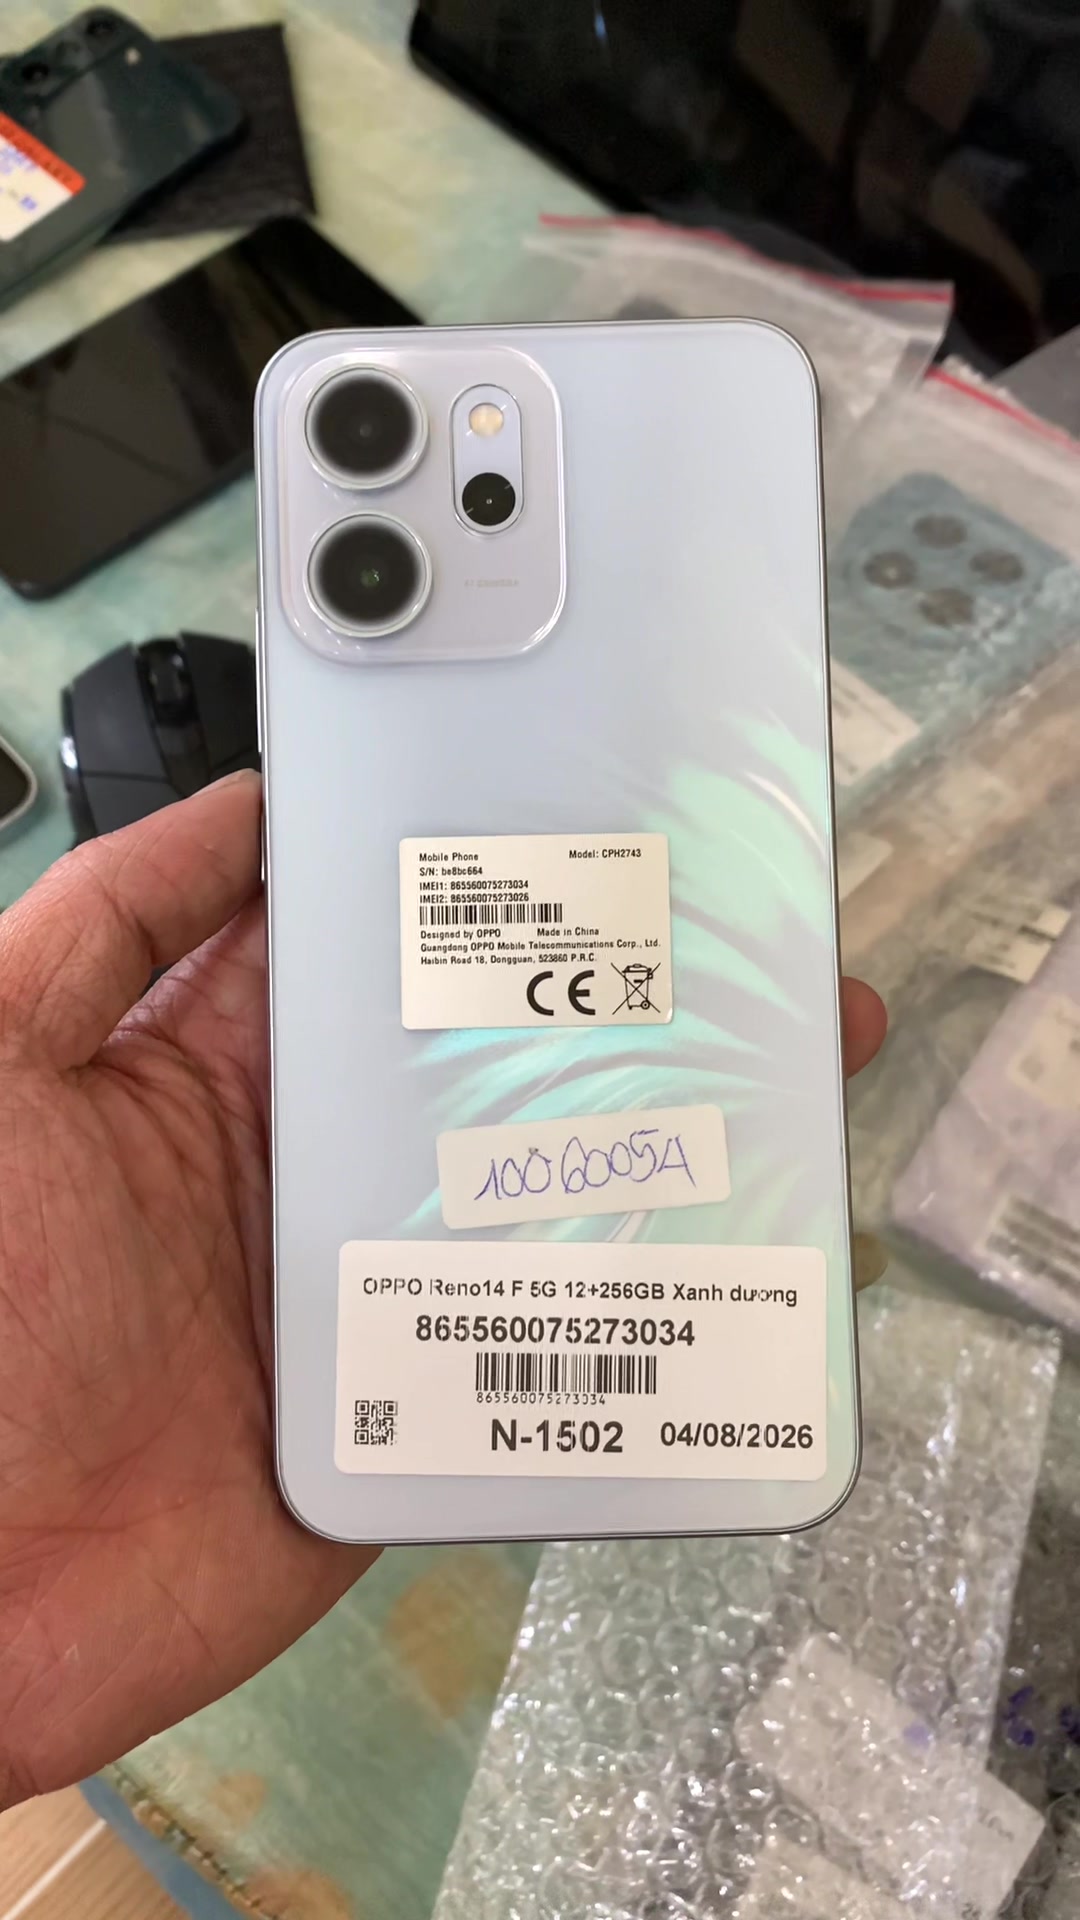 Mobile Phone Model: CPH2743
S/N: be8bc664
IMEI1: 865560075273034
IMEI2: 865560075273026
Designed by OPPO Made in China
Guangdong OPPO Mobile Telecommunications Corp., Ltd.
Haibin Road 18, Dongguan, 523860 P.R.C.
CE
1006005A
OPPO Reno14 F 5G 12+256GB Xanh dương
865560075273034
865560075273034
N-1502 04/08/2026